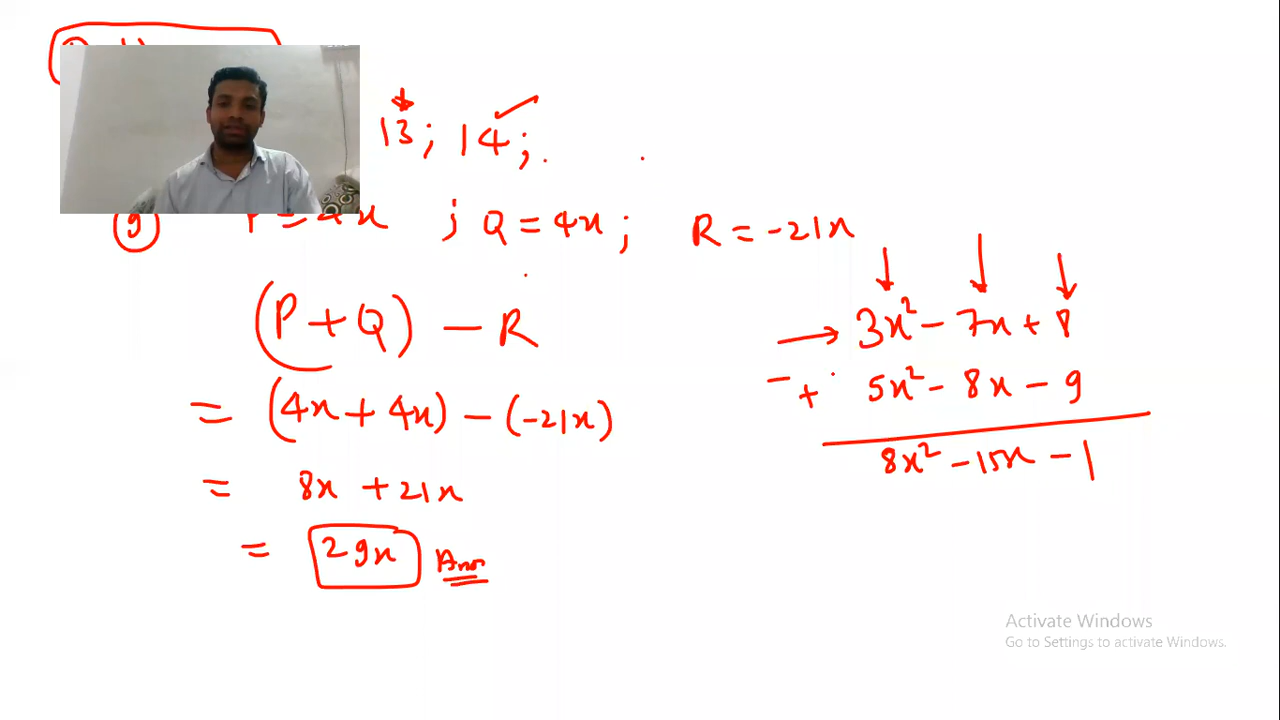 13; 14;
9 P = 4x ; Q = 4x ; R = -21x
(P + Q) - R
= (4x + 4x) - (-21x)
= 8x + 21x
= 29x Ans
→ 3x² - 7x + 8
- + 5x² - 8x - 9
8x² - 15x - 1
Activate Windows
Go to Settings to activate Windows.